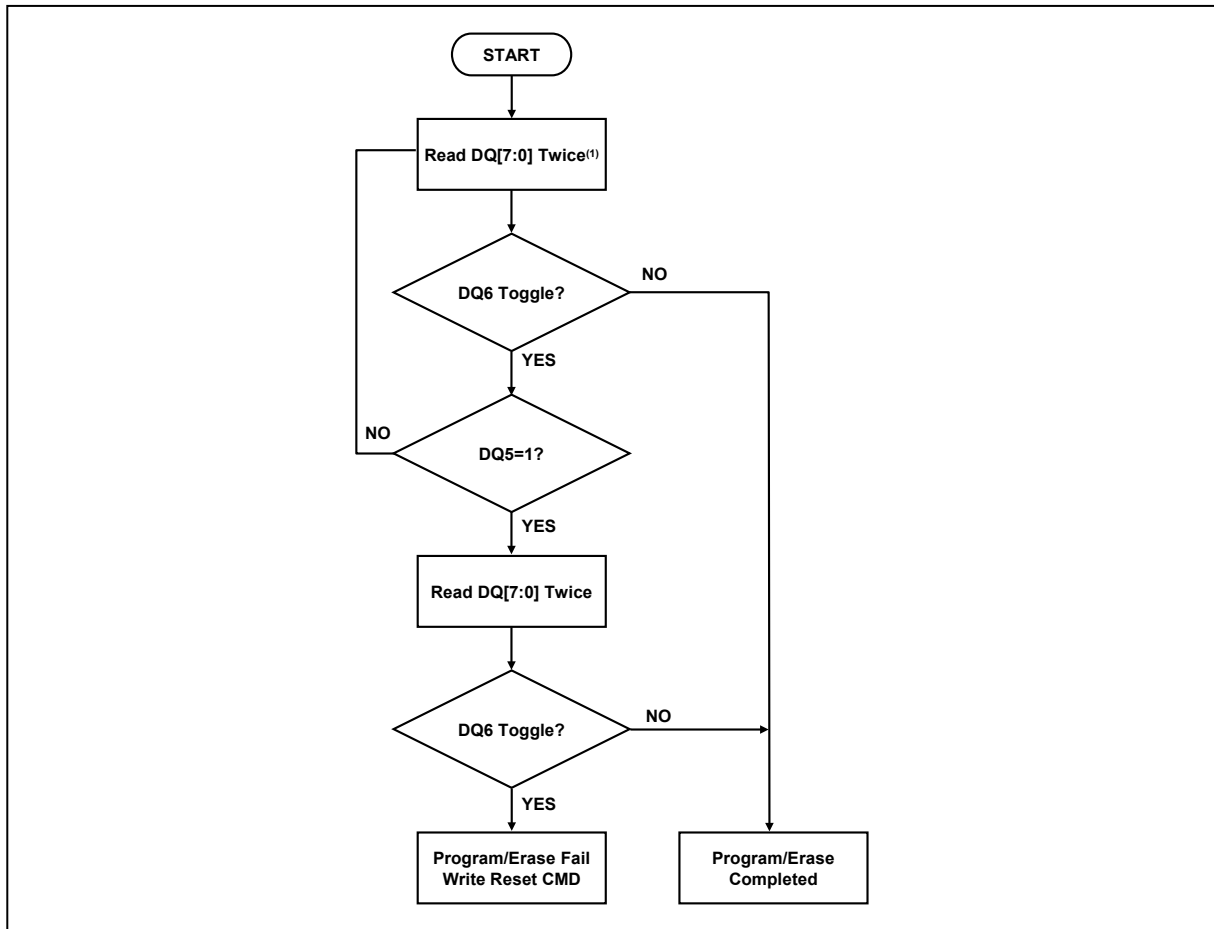 START
Read DQ[7:0] Twice(1)
DQ6 Toggle?
NO
YES
NO
DQ5=1?
YES
Read DQ[7:0] Twice
DQ6 Toggle?
NO
YES
Program/Erase Fail
Write Reset CMD
Program/Erase
Completed